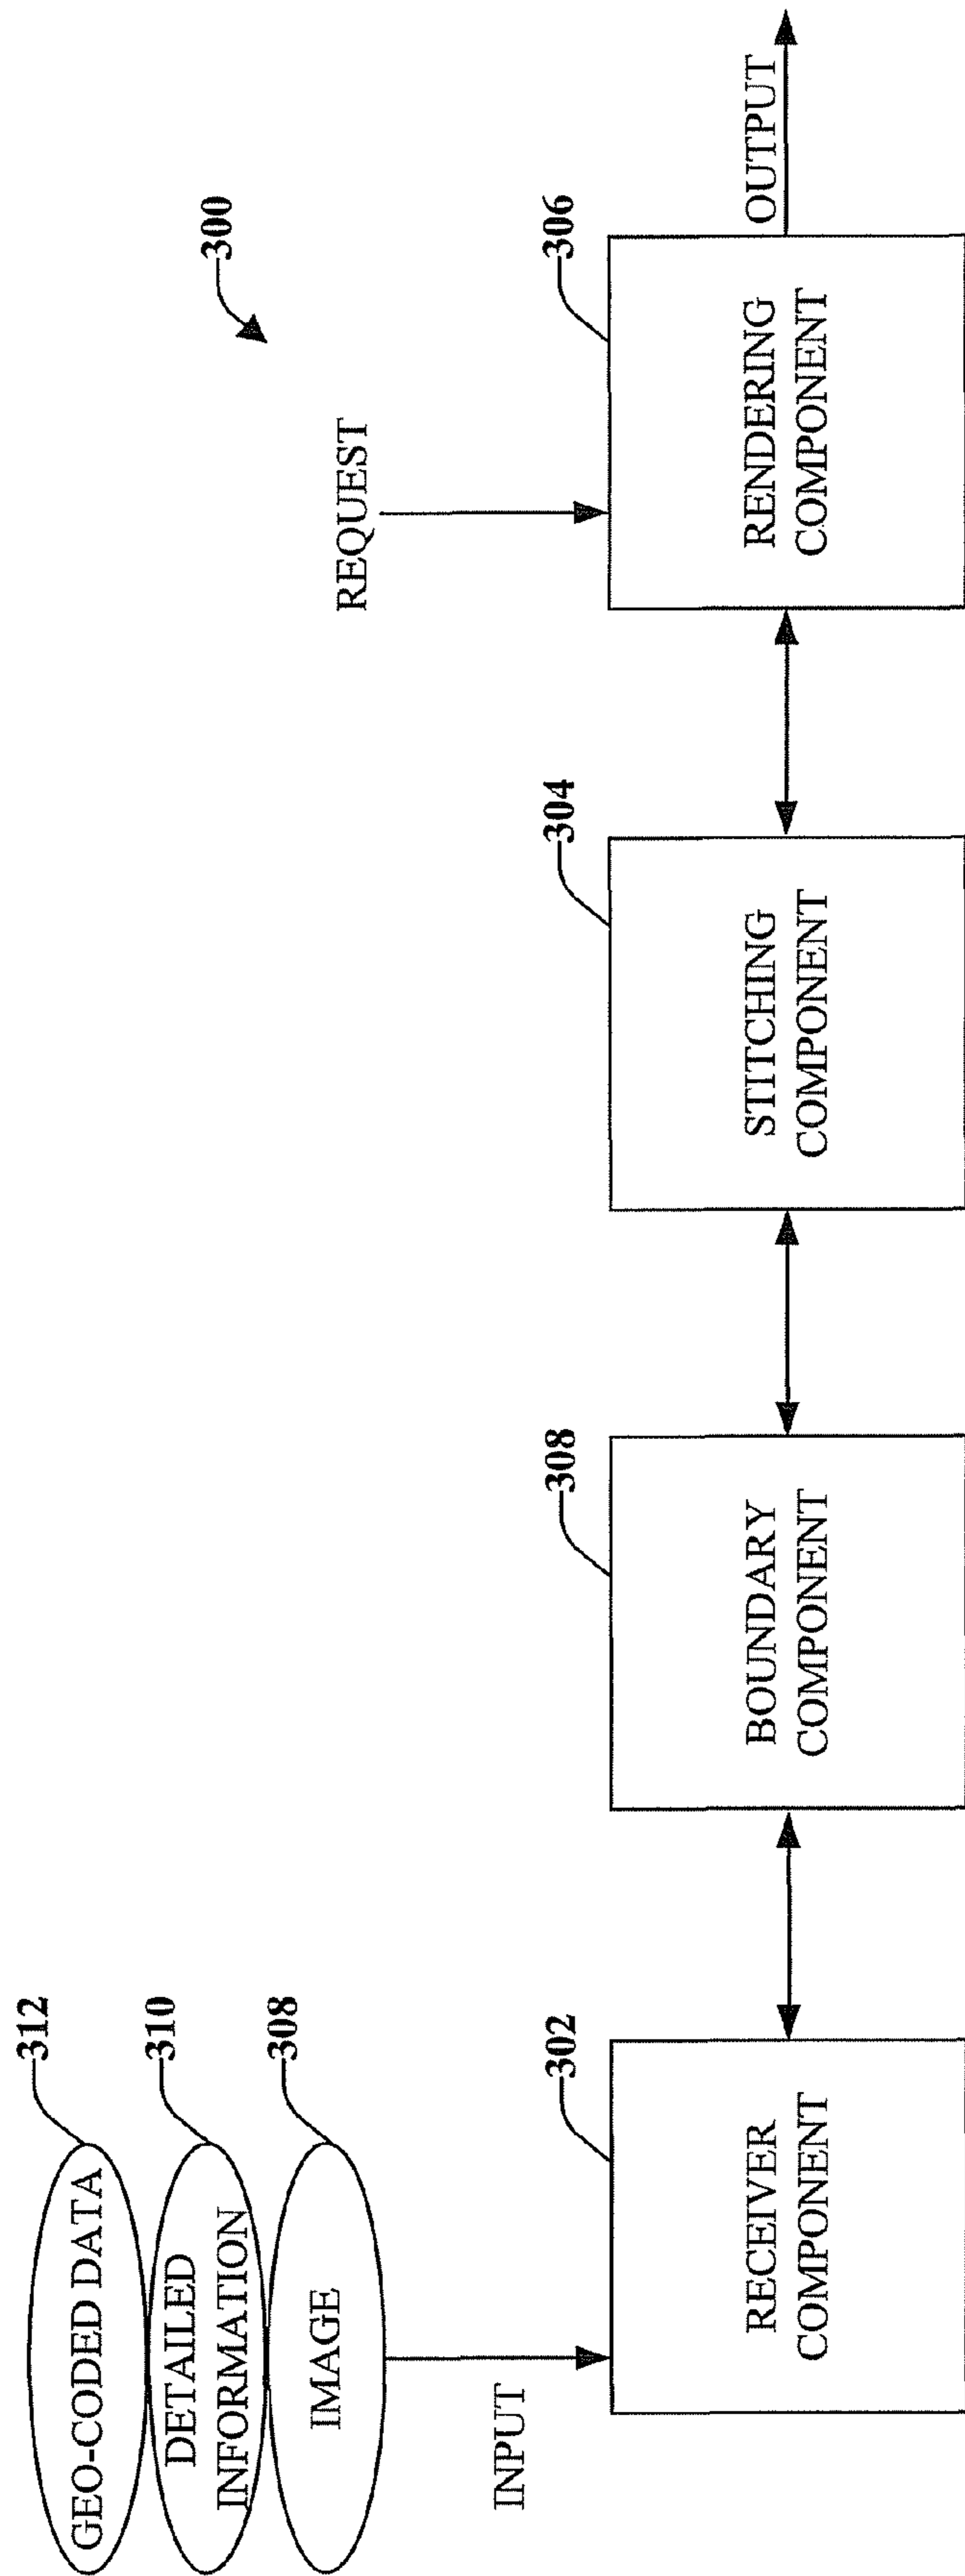 300
312
GEO-CODED DATA
310
DETAILED
INFORMATION
308
IMAGE
INPUT
302
RECEIVER
COMPONENT
308
BOUNDARY
COMPONENT
304
STITCHING
COMPONENT
REQUEST
306
RENDERING
COMPONENT
OUTPUT